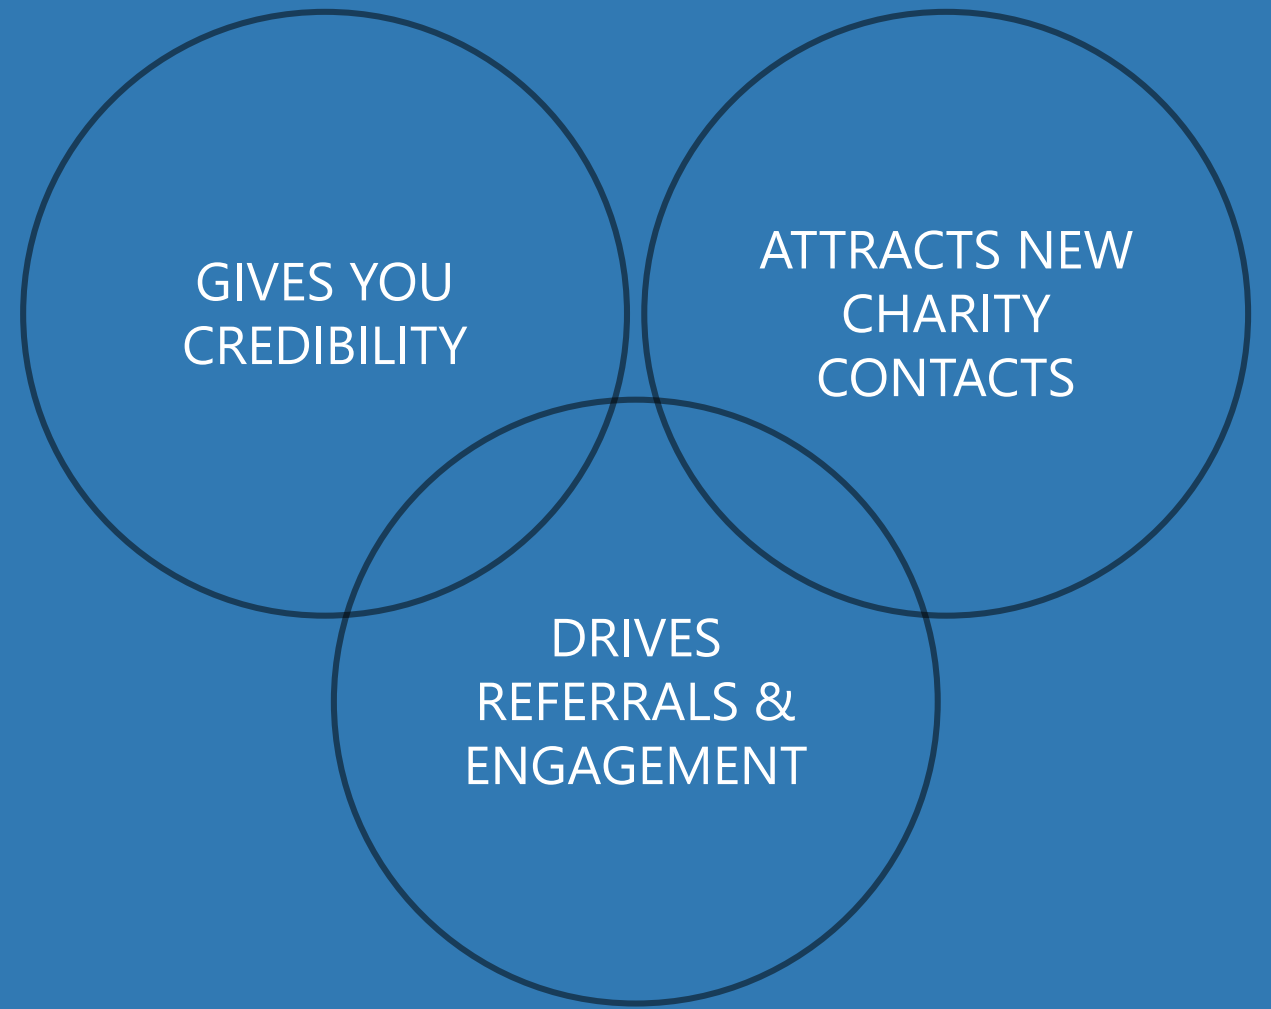 GIVES YOU
CREDIBILITY
ATTRACTS NEW
CHARITY
CONTACTS
DRIVES
REFERRALS &
ENGAGEMENT